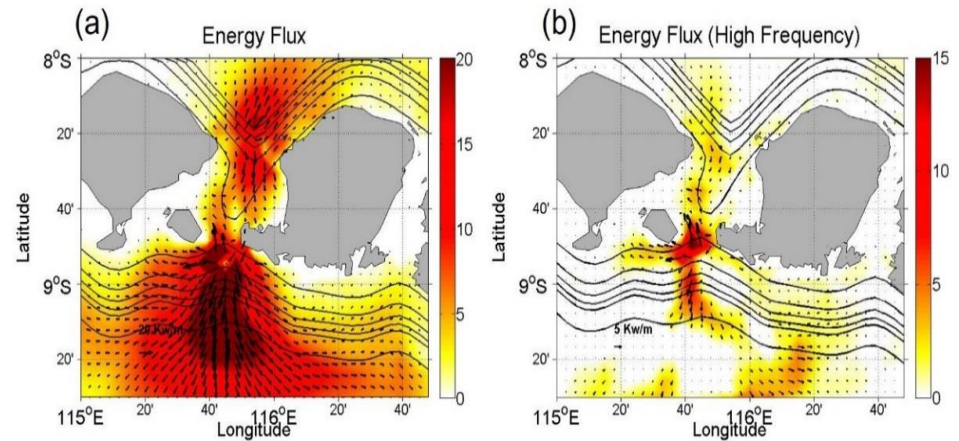 (a)
Energy Flux
8°S
20'
40'
9°S
20'
115°E
20'
40'
116°E
20'
40'
Latitude
Longitude
20 Kw/m
20
15
10
5
0
(b)
Energy Flux (High Frequency)
8°S
20'
40'
9°S
20'
115°E
20'
40'
116°E
20'
40'
Latitude
Longitude
5 Kw/m
15
10
5
0